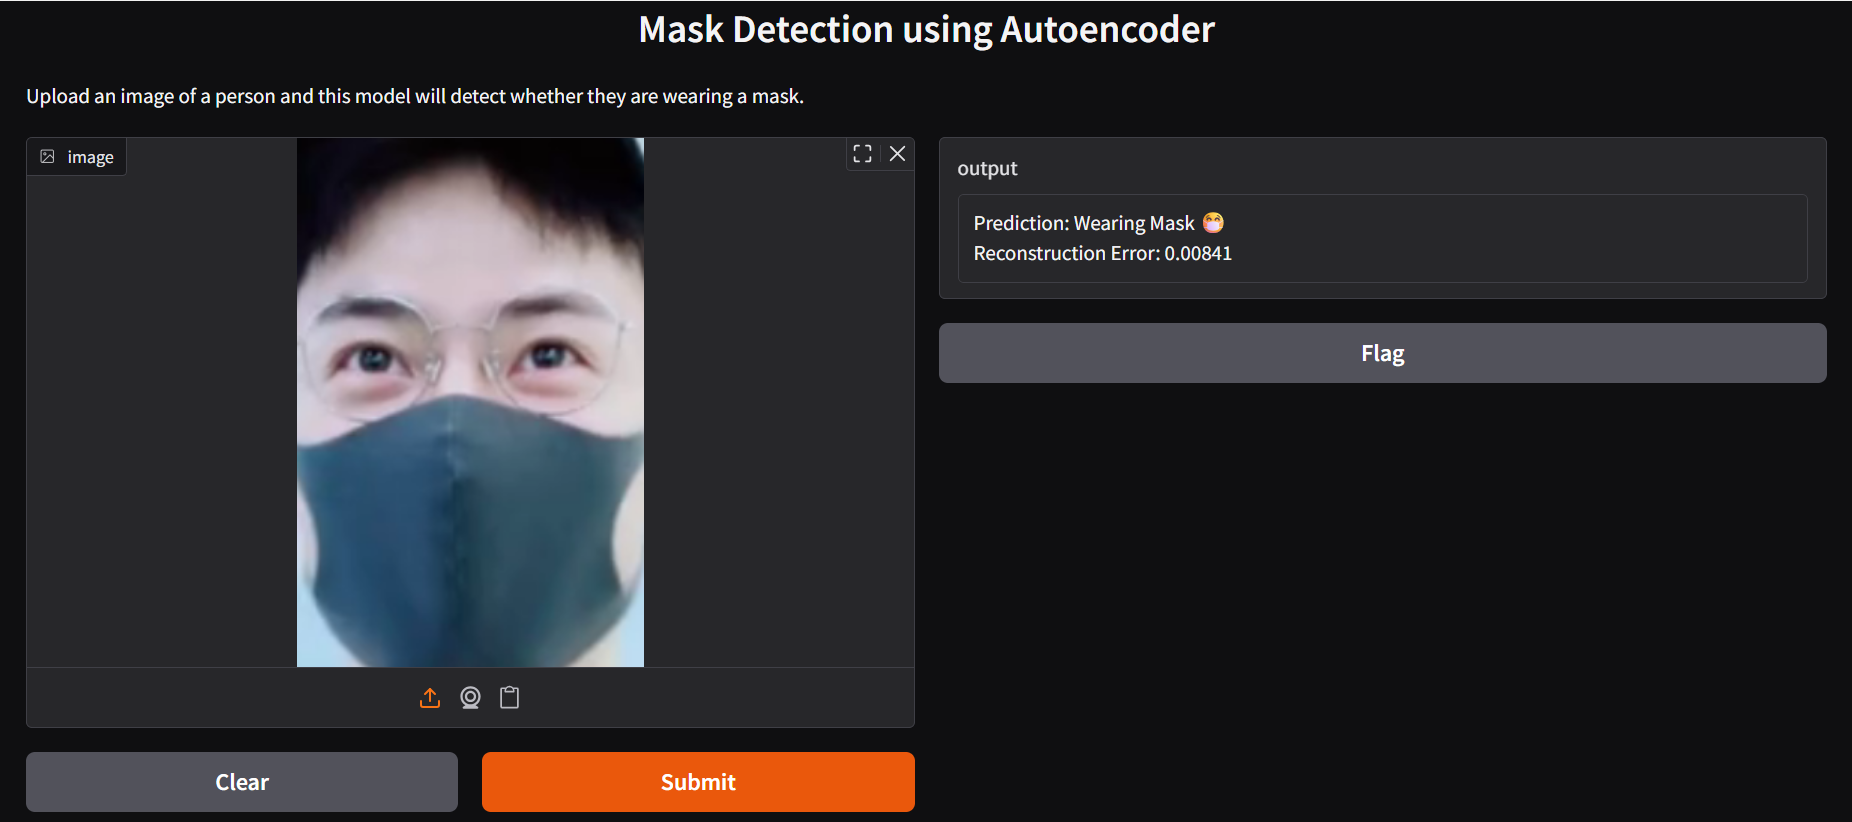 Mask Detection using Autoencoder
Upload an image of a person and this model will detect whether they are wearing a mask.
image
output
Prediction: Wearing Mask 😷
Reconstruction Error: 0.00841
Flag
Clear
Submit